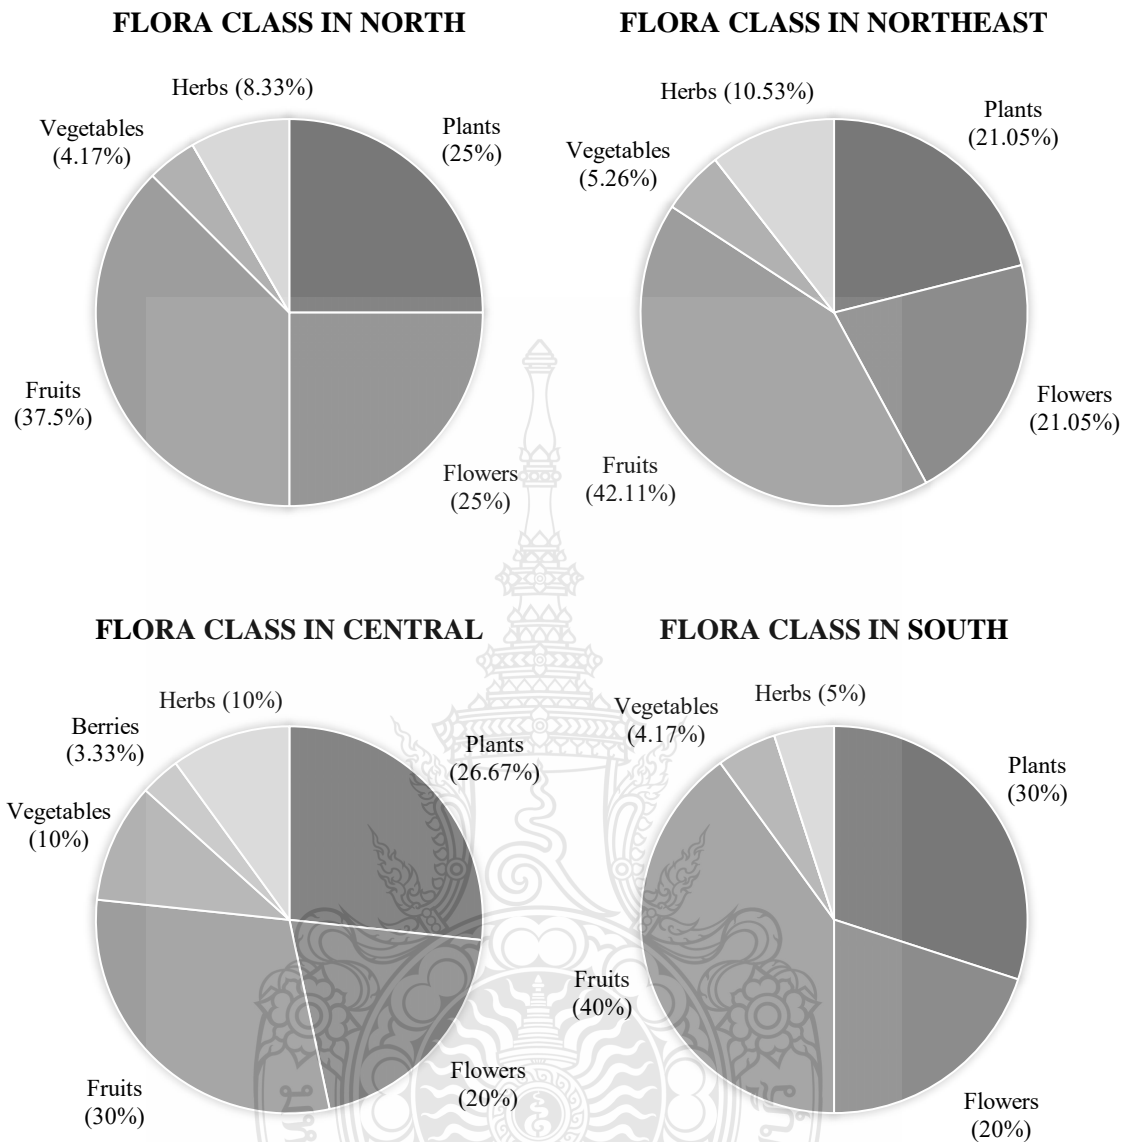 FLORA CLASS IN NORTH
Herbs (8.33%)
Vegetables
(4.17%)
Plants
(25%)
Fruits
(37.5%)
Flowers
(25%)
FLORA CLASS IN NORTHEAST
Herbs (10.53%)
Vegetables
(5.26%)
Plants
(21.05%)
Flowers
(21.05%)
Fruits
(42.11%)
FLORA CLASS IN CENTRAL
Herbs (10%)
Berries
(3.33%)
Plants
(26.67%)
Vegetables
(10%)
Fruits
(30%)
Flowers
(20%)
FLORA CLASS IN SOUTH
Herbs (5%)
Vegetables
(4.17%)
Plants
(30%)
Fruits
(40%)
Flowers
(20%)